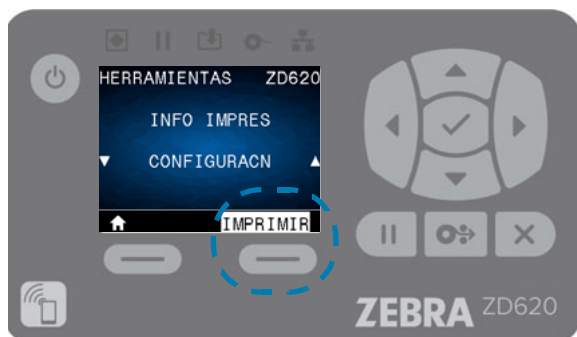 HERRAMIENTAS ZD620
INFO IMPRES
CONFIGURACN
IMPRIMIR
ZEBRA ZD620